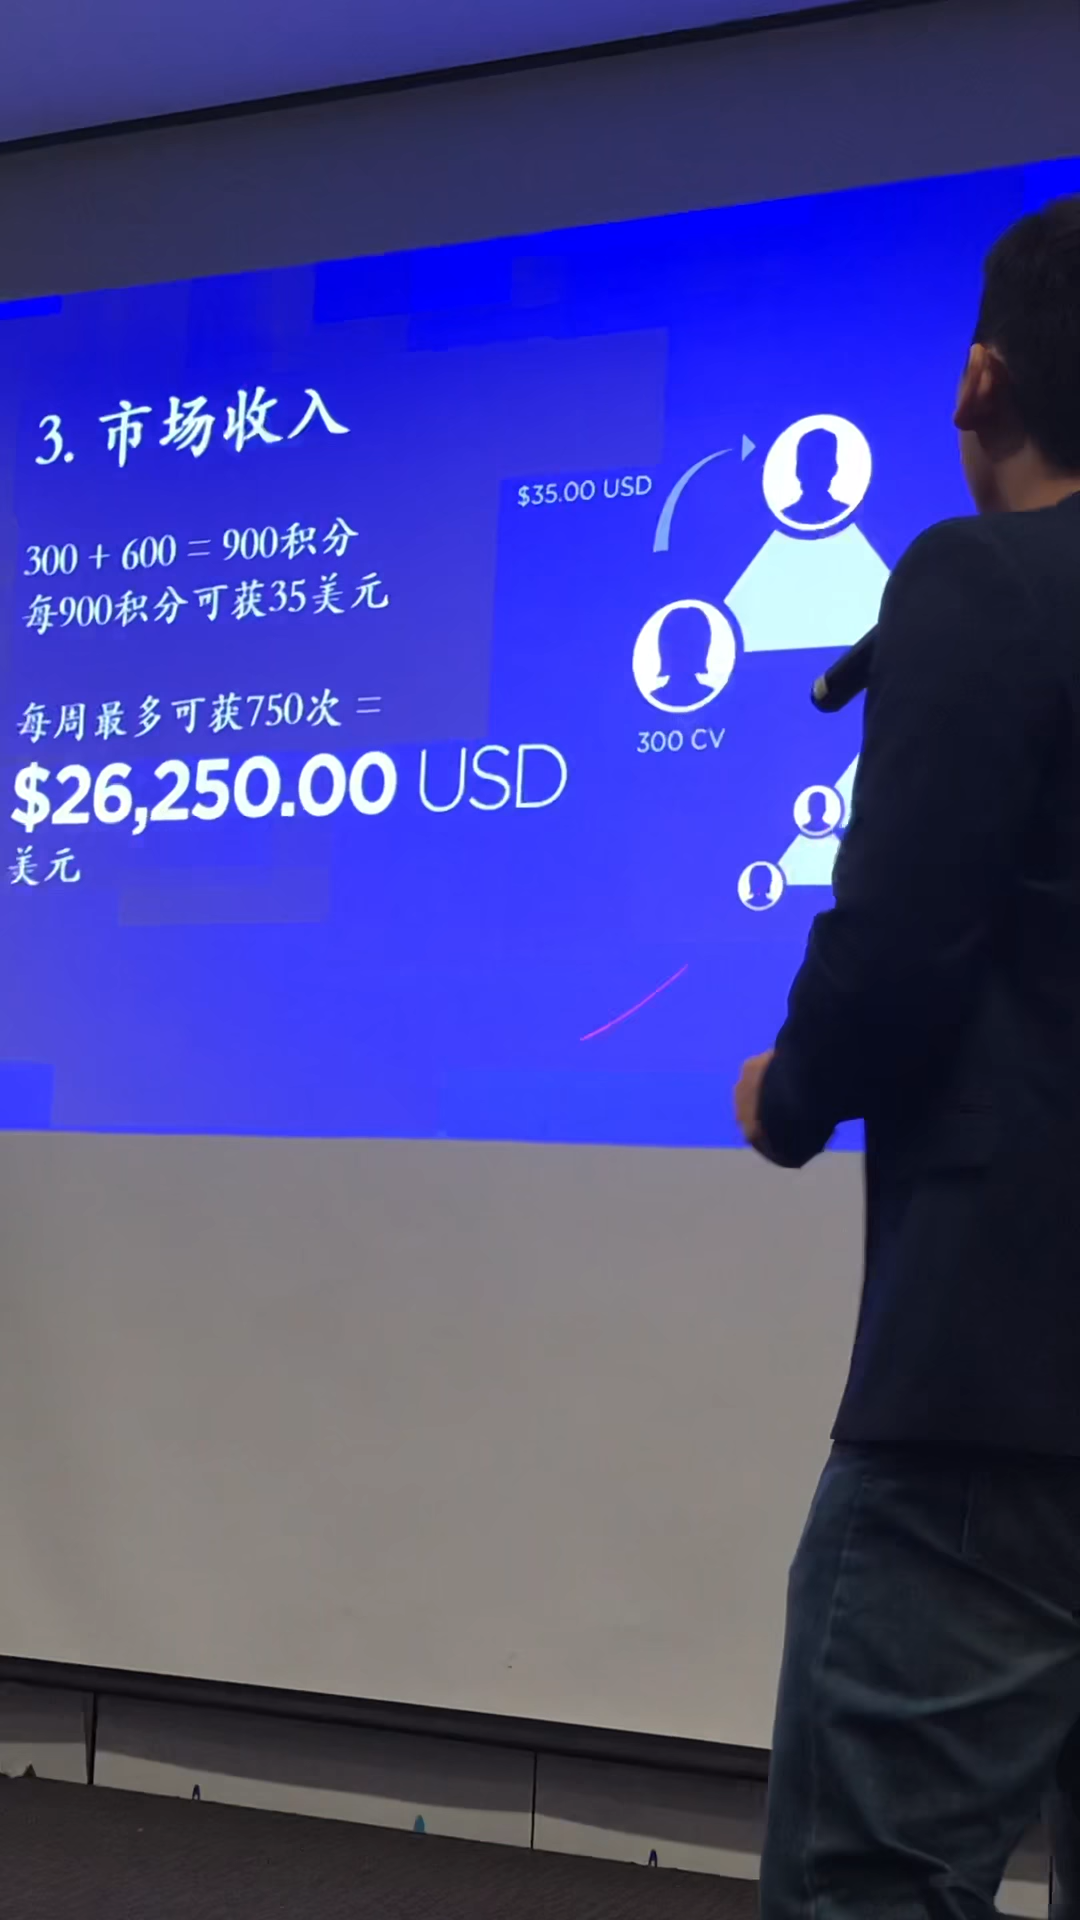 3. 市场收入
300 + 600 = 900积分
每900积分可获35美元
每周最多可获750次 =
$26,250.00 USD
美元
$35.00 USD
300 CV